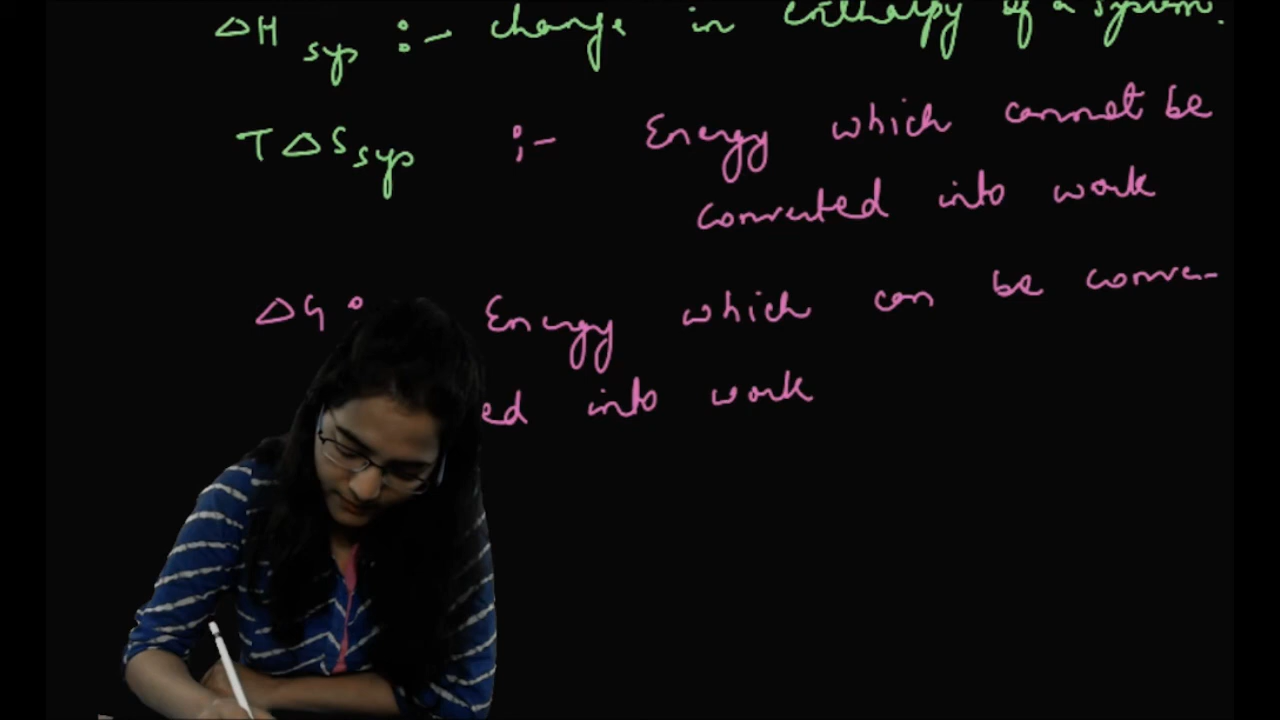 ΔH sys :- change in enthalpy of a system.
TΔS sys :- Energy which cannot be
converted into work
ΔG : Energy which can be conve-
ed into work